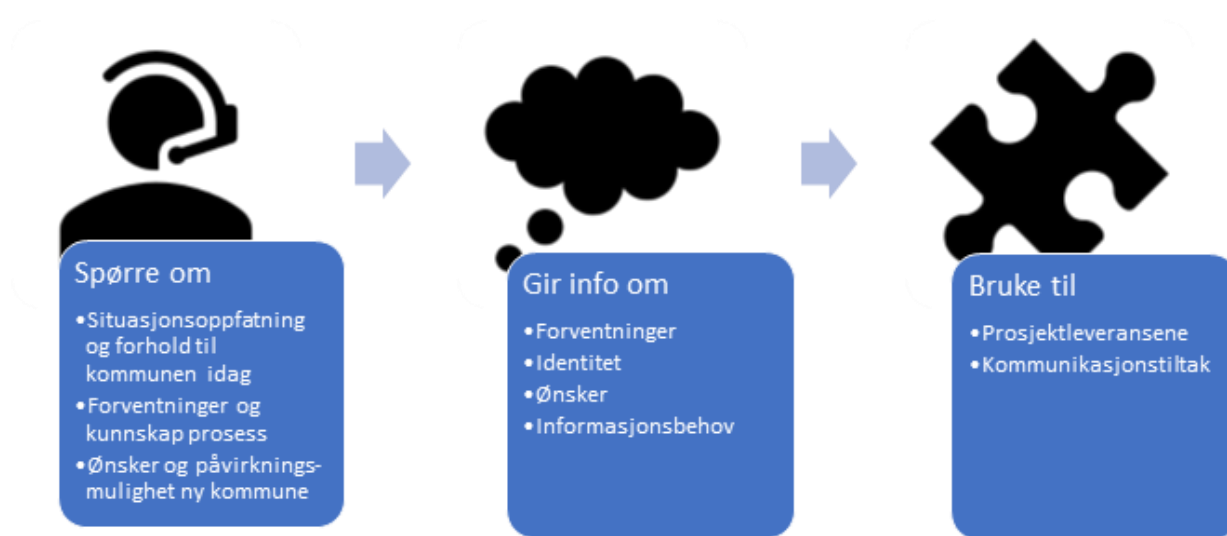 Spørre om
•Situasjonsoppfatning
og forhold til
kommunen idag
•Forventninger og
kunnskap prosess
•Ønsker og påvirknings-
mulighet ny kommune
Gir info om
•Forventninger
•Identitet
•Ønsker
•Informasjonsbehov
Bruke til
•Prosjektleveransene
•Kommunikasjonstiltak